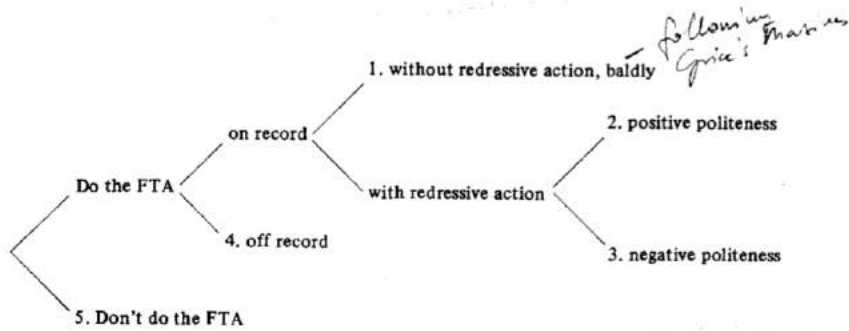 following
Grice's Maxims
1. without redressive action, baldly
on record
2. positive politeness
Do the FTA
with redressive action
4. off record
3. negative politeness
5. Don't do the FTA